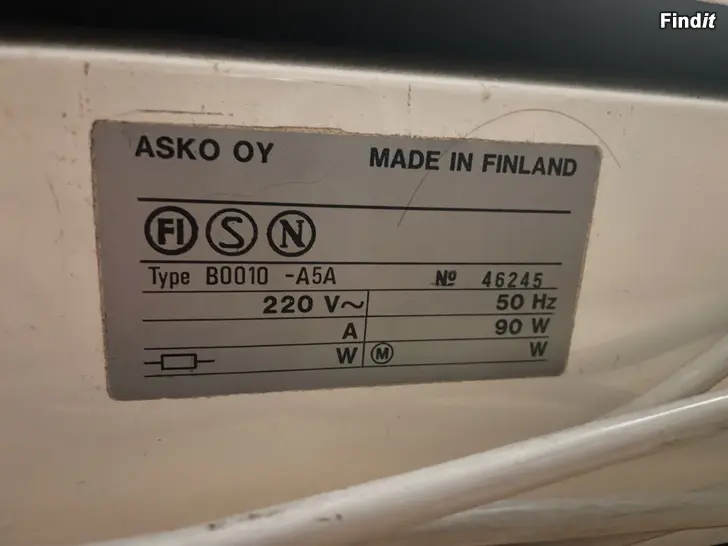 Findit
ASKO OY MADE IN FINLAND
FI S N
Type B0010 -A5A Nº 46245
220 V~ 50 Hz
A 90 W
W M W